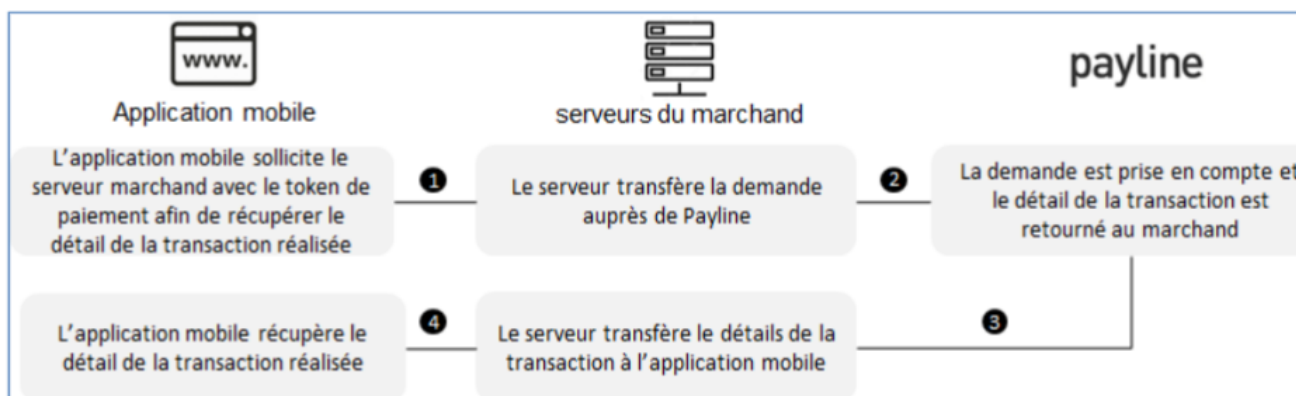 www.
payline
Application mobile
serveurs du marchand
L'application mobile sollicite le
serveur marchand avec le token de
paiement afin de récupérer le
détail de la transaction réalisée
1
Le serveur transfère la demande
auprès de Payline
2
La demande est prise en compte et
le détail de la transaction est
retourné au marchand
L'application mobile récupère le
détail de la transaction réalisée
4
Le serveur transfère le détails de la
transaction à l'application mobile
3